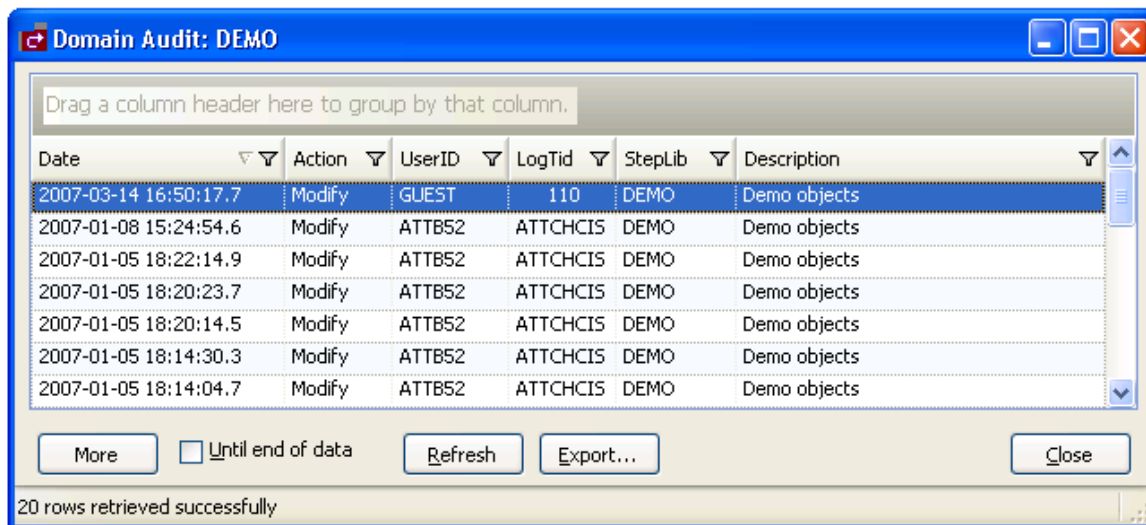 Domain Audit: DEMO
Drag a column header here to group by that column.
Date Action UserID LogTid StepLib Description
2007-03-14 16:50:17.7 Modify GUEST 110 DEMO Demo objects
2007-01-08 15:24:54.6 Modify ATTB52 ATTCHCIS DEMO Demo objects
2007-01-05 18:22:14.9 Modify ATTB52 ATTCHCIS DEMO Demo objects
2007-01-05 18:20:23.7 Modify ATTB52 ATTCHCIS DEMO Demo objects
2007-01-05 18:20:14.5 Modify ATTB52 ATTCHCIS DEMO Demo objects
2007-01-05 18:14:30.3 Modify ATTB52 ATTCHCIS DEMO Demo objects
2007-01-05 18:14:04.7 Modify ATTB52 ATTCHCIS DEMO Demo objects
More Until end of data Refresh Export... Close
20 rows retrieved successfully